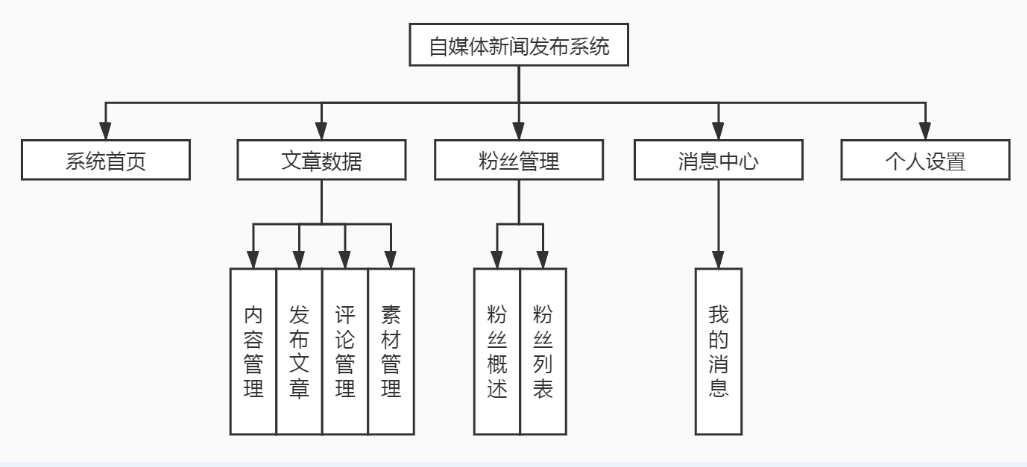 自媒体新闻发布系统
系统首页
文章数据
粉丝管理
消息中心
个人设置
内容管理
发布文章
评论管理
素材管理
粉丝概述
粉丝列表
我的消息